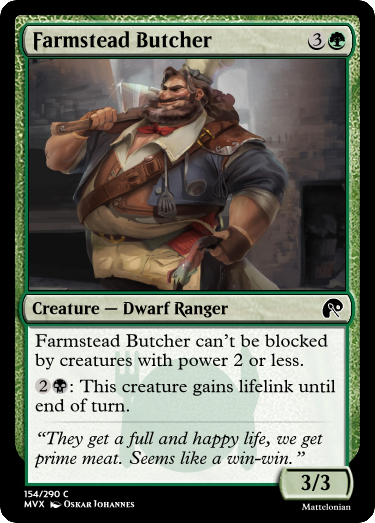 Farmstead Butcher 3
Creature — Dwarf Ranger
Farmstead Butcher can't be blocked
by creatures with power 2 or less.
2: This creature gains lifelink until
end of turn.
“They get a full and happy life, we get
prime meat. Seems like a win-win.”
3/3
154/290 C
MVX Oskar Johannes
Mattelonian